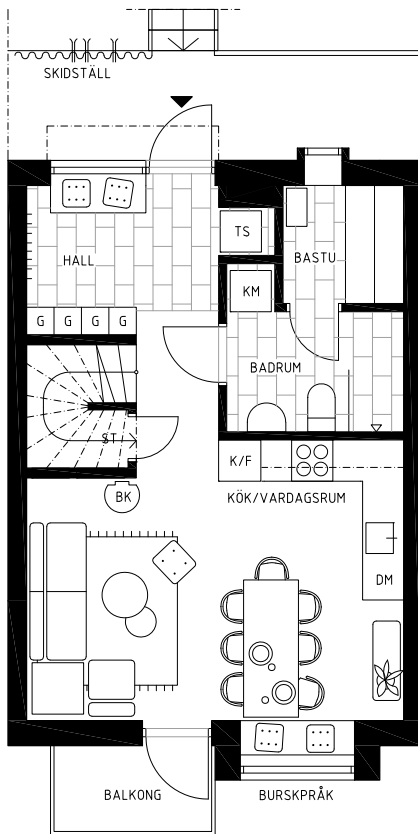 SKIDSTÄLL
TS
HALL
BASTU
KM
G G G G
BADRUM
ST
K/F
BK
KÖK/VARDAGSRUM
DM
BALKONG
BURSKPRÅK